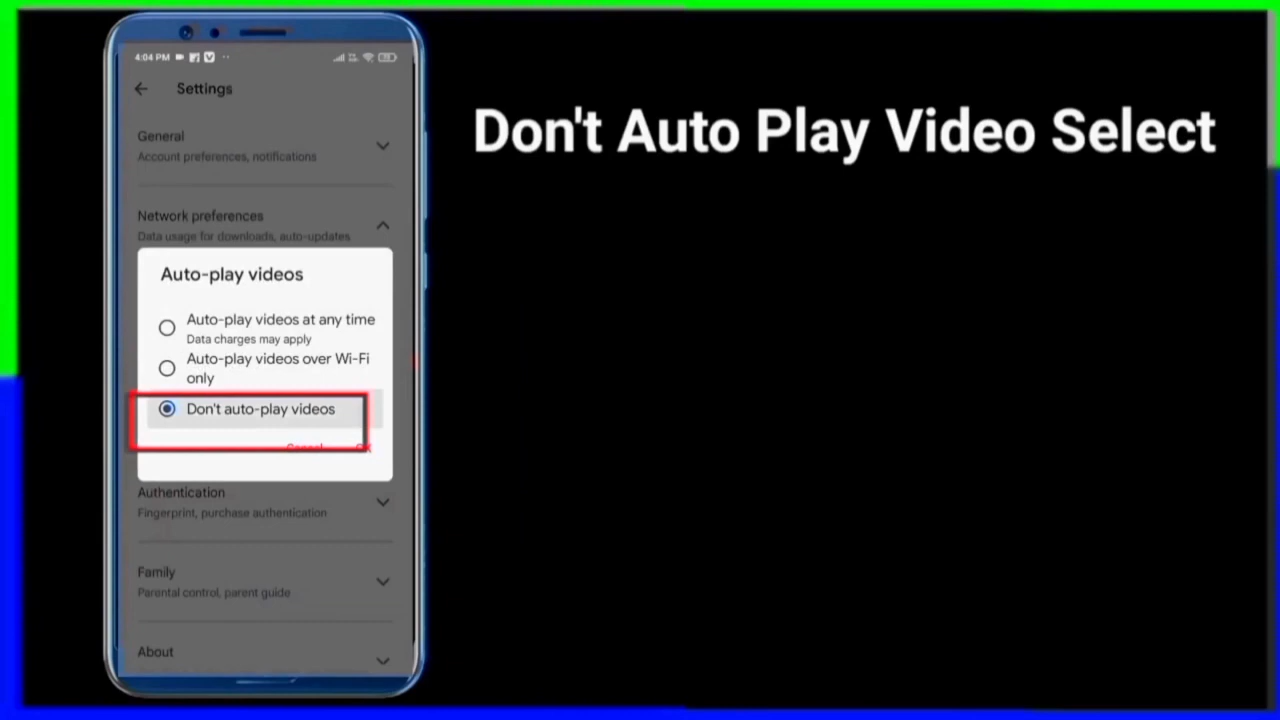 Don't Auto Play Video Select
4:04 PM
Settings
General
Account preferences, notifications
Network preferences
Data usage for downloads, auto-updates
Auto-play videos
Auto-play videos at any time
Data charges may apply
Auto-play videos over Wi-Fi
only
Don't auto-play videos
Cancel OK
Authentication
Fingerprint, purchase authentication
Family
Parental control, parent guide
About